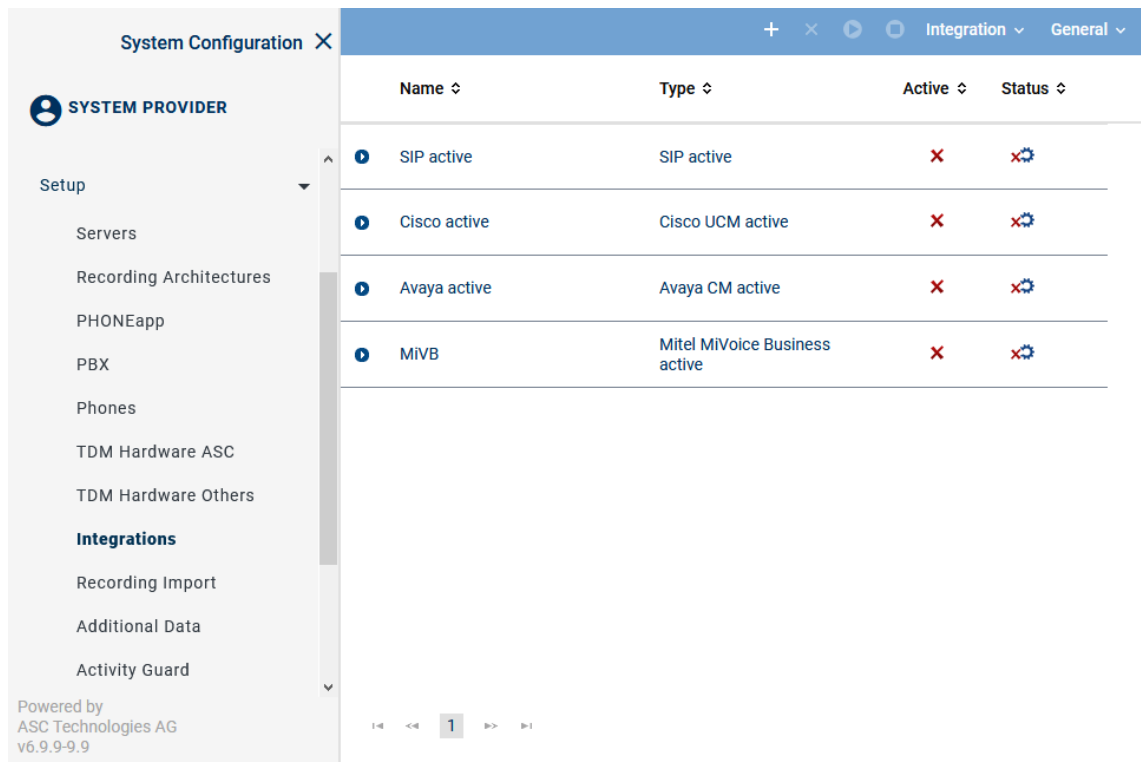 System Configuration
SYSTEM PROVIDER
Setup
Servers
Recording Architectures
PHONEapp
PBX
Phones
TDM Hardware ASC
TDM Hardware Others
Integrations
Recording Import
Additional Data
Activity Guard
Powered by
ASC Technologies AG
v6.9.9-9.9
Integration General
Name Type Active Status
SIP active SIP active
Cisco active Cisco UCM active
Avaya active Avaya CM active
MiVB Mitel MiVoice Business
active
1